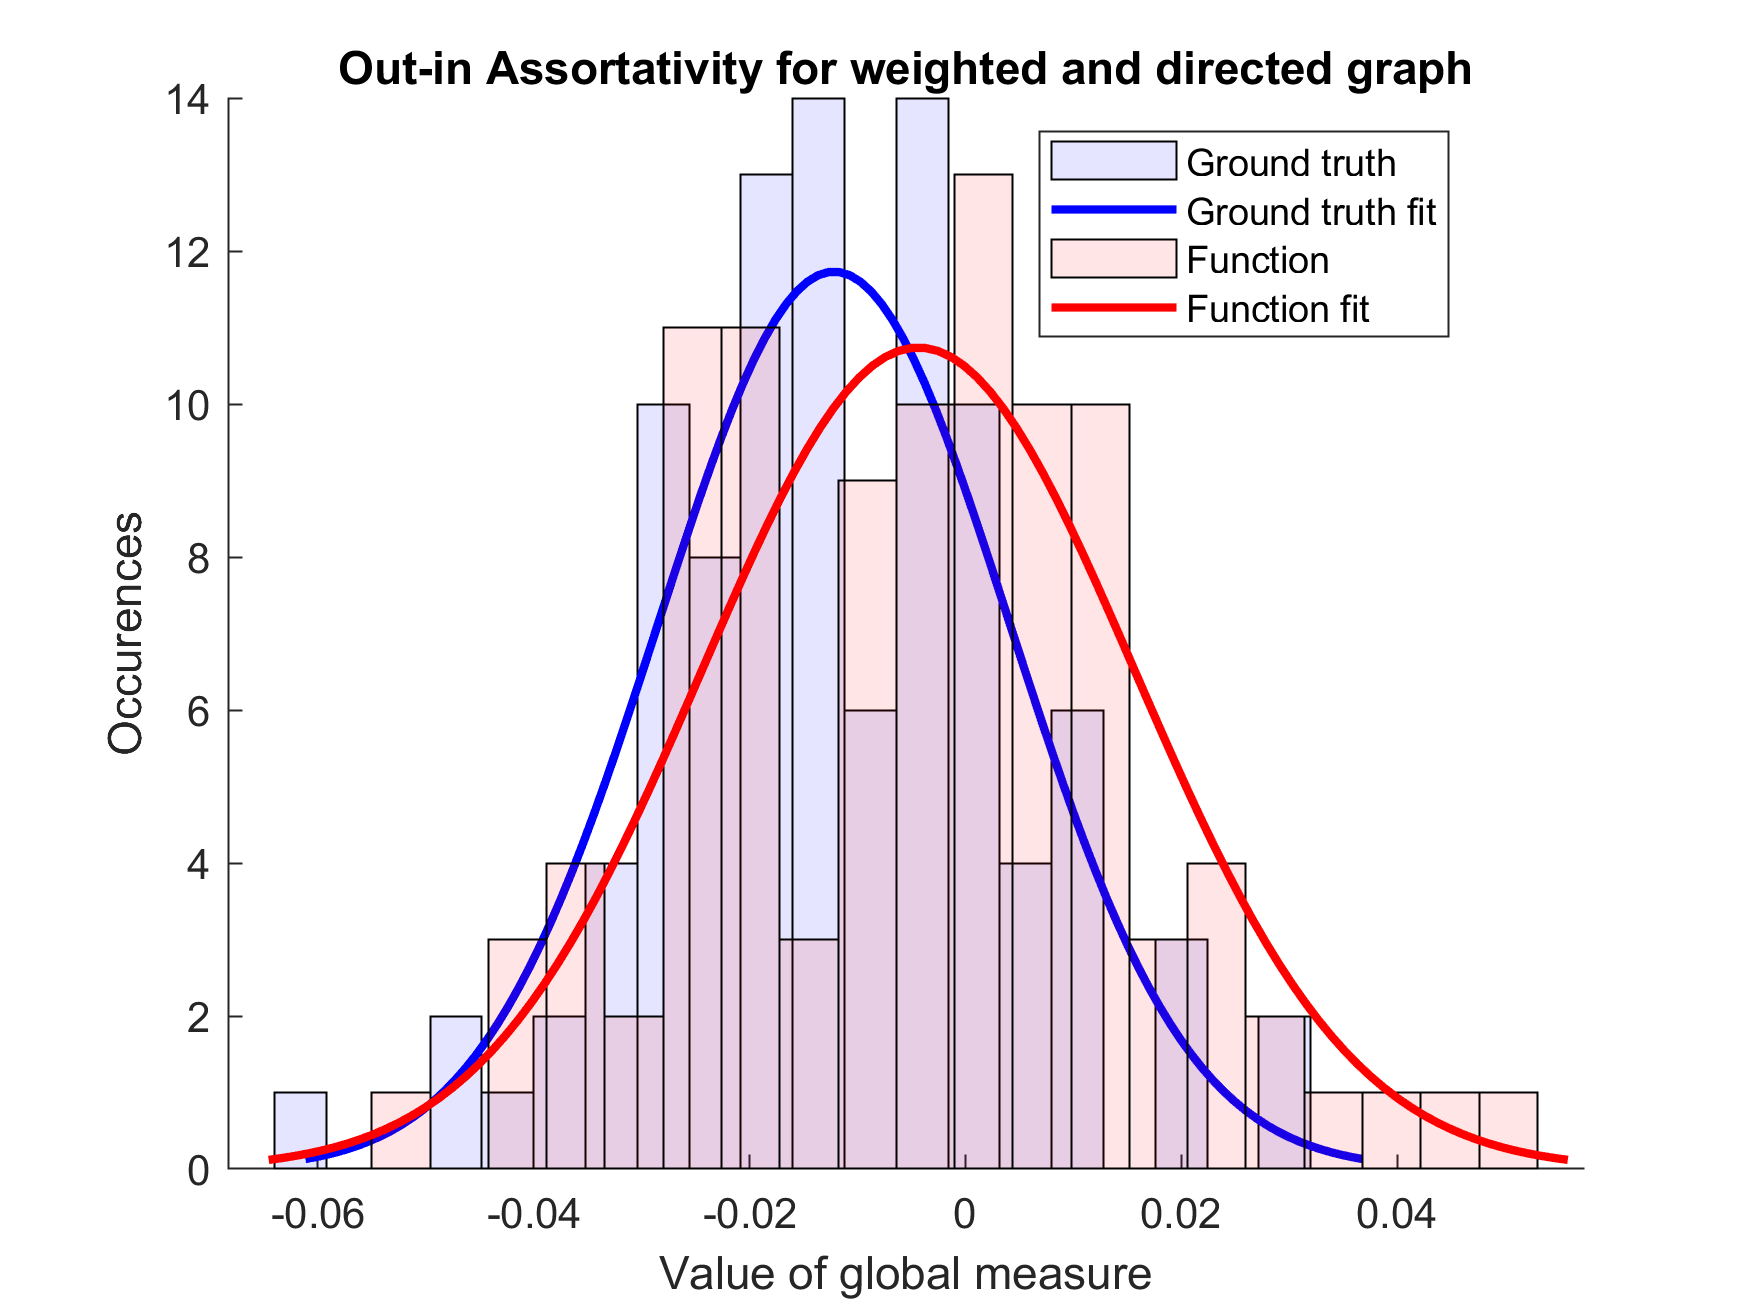 Out-in Assortativity for weighted and directed graph
14
12
10
8
6
4
2
0
Occurences
Ground truth
Ground truth fit
Function
Function fit
-0.06
-0.04
-0.02
0
0.02
0.04
Value of global measure